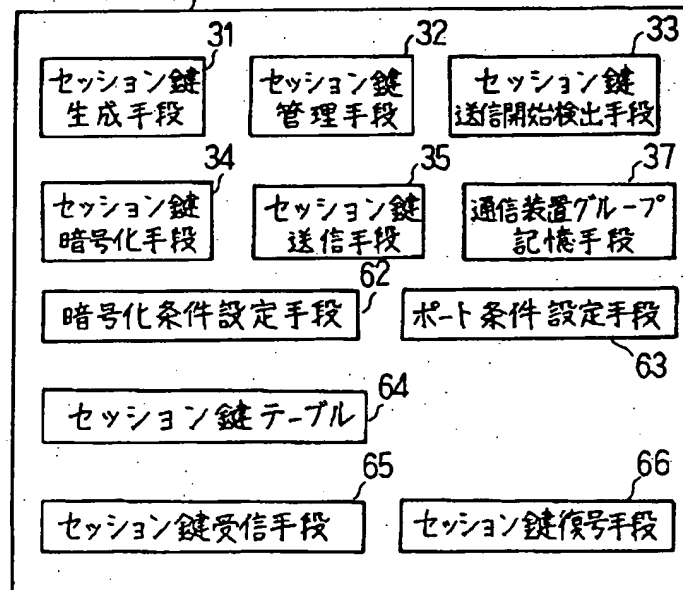 31
32
33
セッション鍵
生成手段
セッション鍵
管理手段
セッション鍵
送信開始検出手段
34
35
37
セッション鍵
暗号化手段
セッション鍵
送信手段
通信装置グループ
記憶手段
62
暗号化条件設定手段
ポート条件設定手段
63
64
セッション鍵テーブル
65
66
セッション鍵受信手段
セッション鍵復号手段